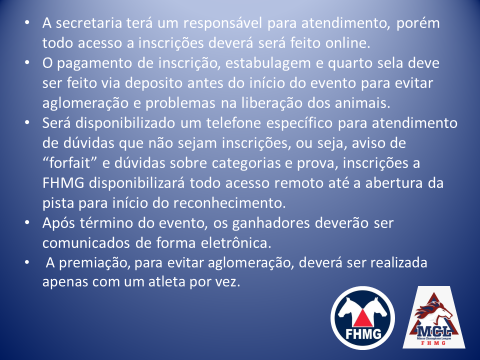 • A secretaria terá um responsável para atendimento, porém
todo acesso a inscrições deverá será feito online.
• O pagamento de inscrição, estabulagem e quarto sela deve
ser feito via deposito antes do início do evento para evitar
aglomeração e problemas na liberação dos animais.
• Será disponibilizado um telefone específico para atendimento
de dúvidas que não sejam inscrições, ou seja, aviso de
“forfait” e dúvidas sobre categorias e prova, inscrições a
FHMG disponibilizará todo acesso remoto até a abertura da
pista para início do reconhecimento.
• Após término do evento, os ganhadores deverão ser
comunicados de forma eletrônica.
• A premiação, para evitar aglomeração, deverá ser realizada
apenas com um atleta por vez.
FHMG
MCL
FHMG